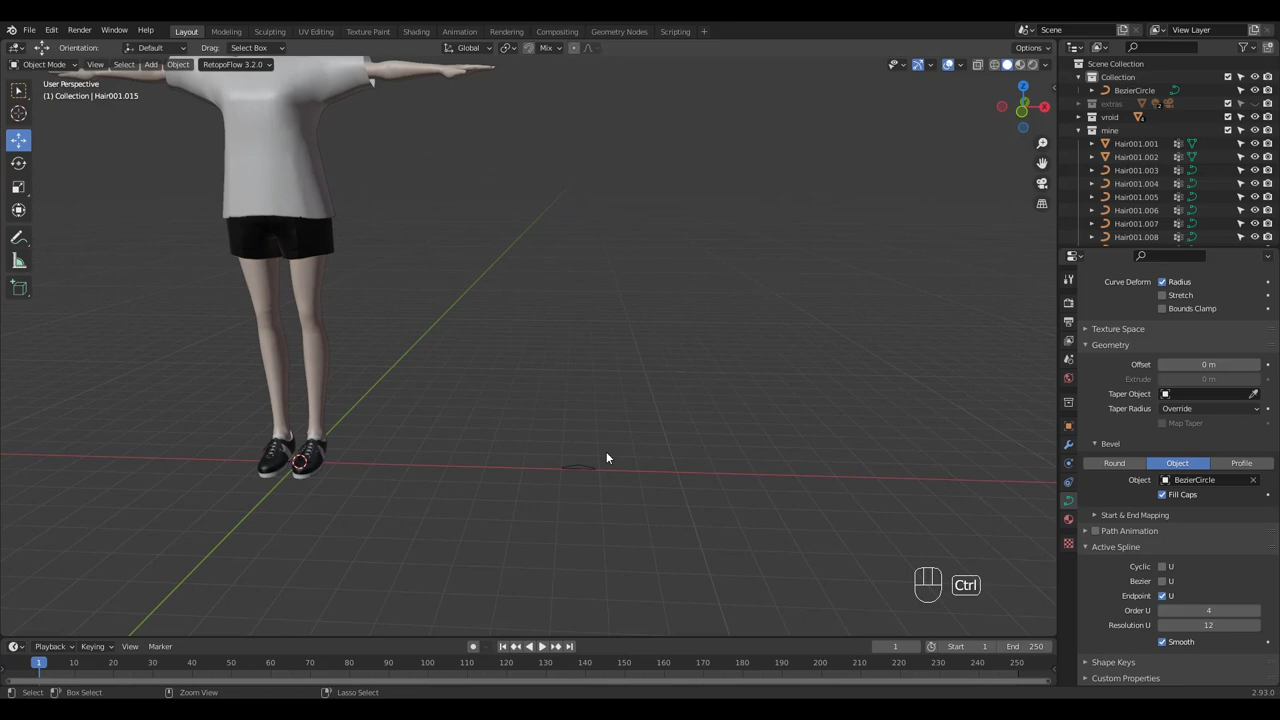 File Edit Render Window Help Layout Modeling Sculpting UV Editing Texture Paint Shading Animation Rendering Compositing Geometry Nodes Scripting + Scene View Layer
Orientation: Default Drag: Select Box Global Mix Options
Object Mode View Select Add Object RetopoFlow 3.2.0
User Perspective
(1) Collection | Hair001.015
Z
X
Scene Collection
Collection
BezierCircle
extras 2
vroid 4
mine
Hair001.001
Hair001.002
Hair001.003
Hair001.004
Hair001.005
Hair001.006
Hair001.007
Hair001.008
Curve Deform Radius
Stretch
Bounds Clamp
Texture Space
Geometry
Offset 0 m
Extrude 0 m
Taper Object
Taper Radius Override
Map Taper
Bevel
Round Object Profile
Object BezierCircle
Fill Caps
Start & End Mapping
Path Animation
Active Spline
Cyclic U
Bezier U
Endpoint U
Order U 4
Resolution U 12
Smooth
Shape Keys
Custom Properties
Ctrl
Playback Keying View Marker 1 Start 1 End 250
1 10 20 30 40 50 60 70 80 90 100 110 120 130 140 150 160 170 180 190 200 210 220 230 240 250
Select Box Select Zoom View Lasso Select 2.93.0